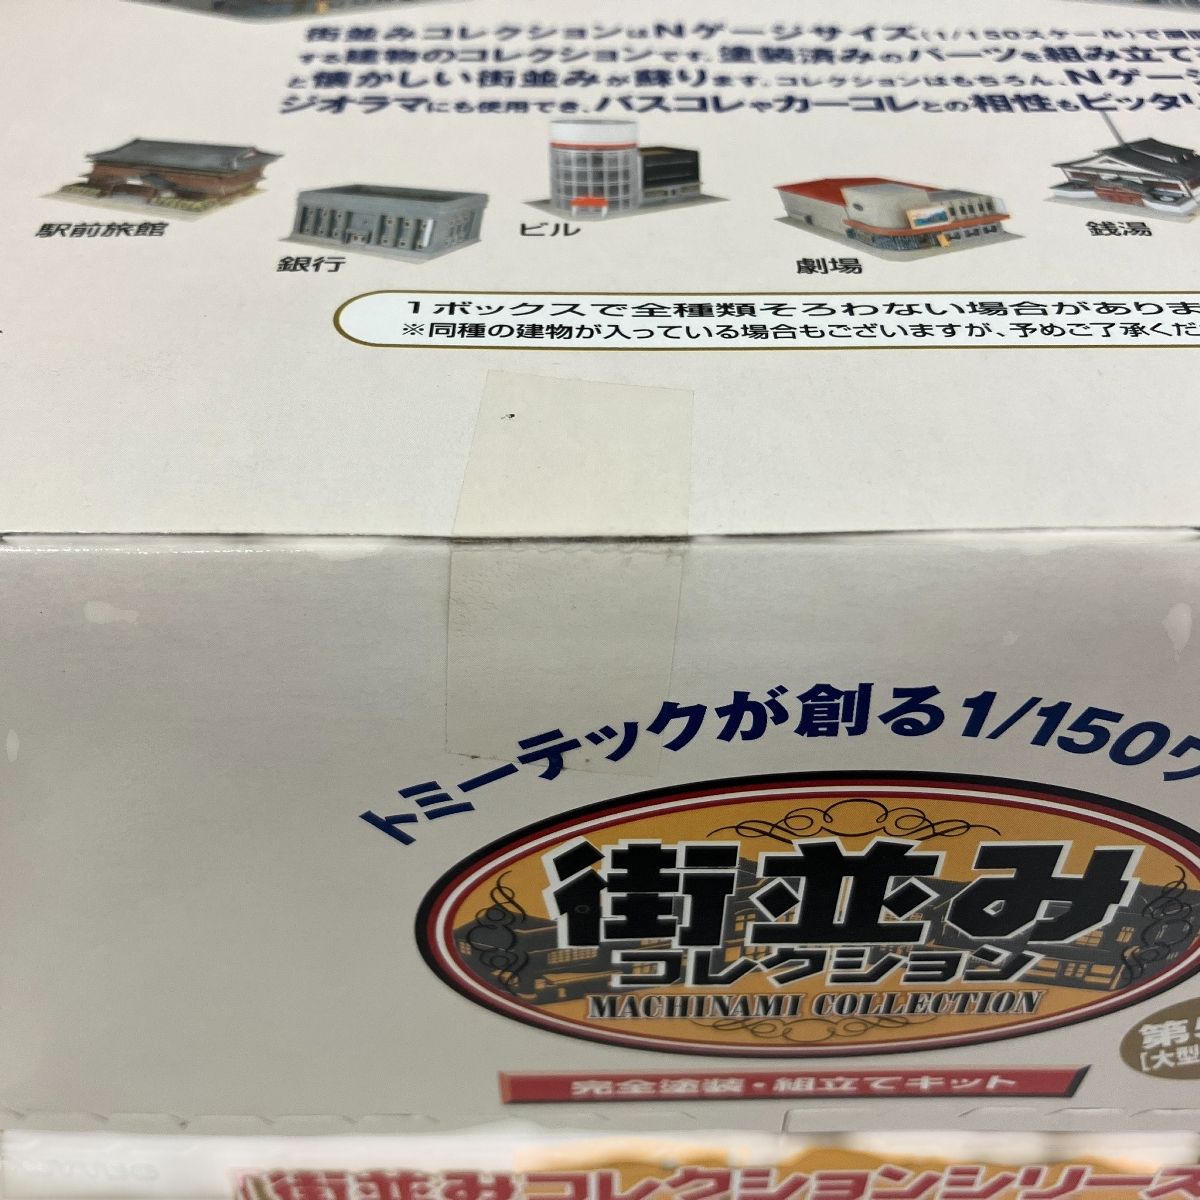 街並みコレクションはNゲージサイズ(1/150スケール)で
する建物のコレクションです。塗装済みのパーツを組み立て
と懐かしい街並みが蘇ります。コレクションはもちろん、Nゲー
ジオラマにも使用でき、バスコレやカーコレとの相性もピッタリ
駅前旅館
銀行
ビル
劇場
銭湯
1ボックスで全種類そろわない場合がありま
※同種の建物が入っている場合もございますが、予めご了承くだ
トミーテックが創る1/150ワ
街並み
コレクション
MACHINAMI COLLECTION
第5
[大型
完全塗装・組立てキット
街並みコレクションシリーズ